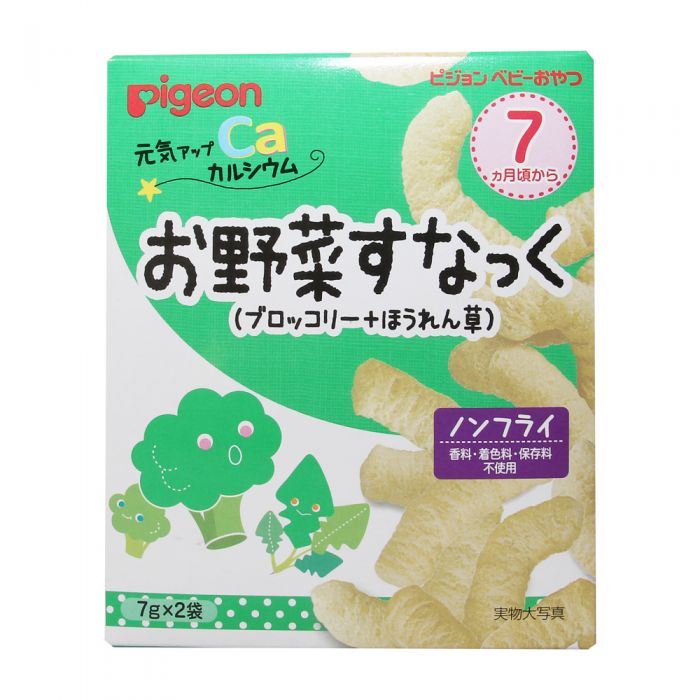 Pigeon
ピジョン ベビーおやつ
元気アップ Ca
カルシウム
7
ヵ月頃から
お野菜すなっく
(ブロッコリー+ほうれん草)
ノンフライ
香料・着色料・保存料
不使用
7g×2袋
実物大写真